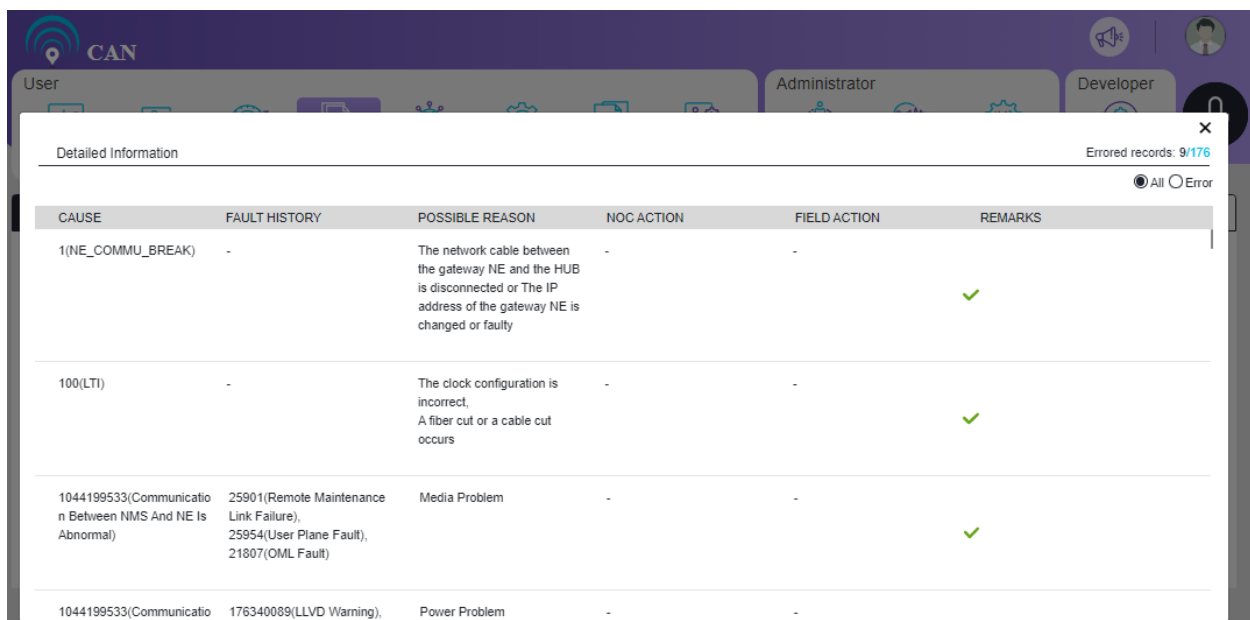 CAN
User
Administrator
Developer
Detailed Information
Errored records: 9/176
All Error
CAUSE FAULT HISTORY POSSIBLE REASON NOC ACTION FIELD ACTION REMARKS
1(NE_COMMU_BREAK) - The network cable between - -
the gateway NE and the HUB
is disconnected or The IP
address of the gateway NE is
changed or faulty
100(LTI) - The clock configuration is - -
incorrect,
A fiber cut or a cable cut
occurs
1044199533(Communicatio 25901(Remote Maintenance Media Problem - -
n Between NMS And NE Is Link Failure),
Abnormal) 25954(User Plane Fault),
21807(OML Fault)
1044199533(Communicatio 176340089(LLVD Warning), Power Problem - -